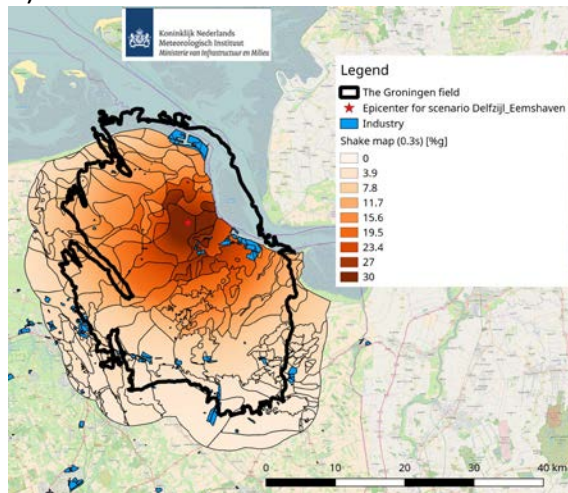 Koninklijk Nederlands
Meteorologisch Instituut
Ministerie van Infrastructuur en Milieu
Legend
The Groningen field
Epicenter for scenario Delfzijl_Eemshaven
Industry
Shake map (0.3s) [%g]
0
3.9
7.8
11.7
15.6
19.5
23.4
27
30
0 10 20 30 40 km